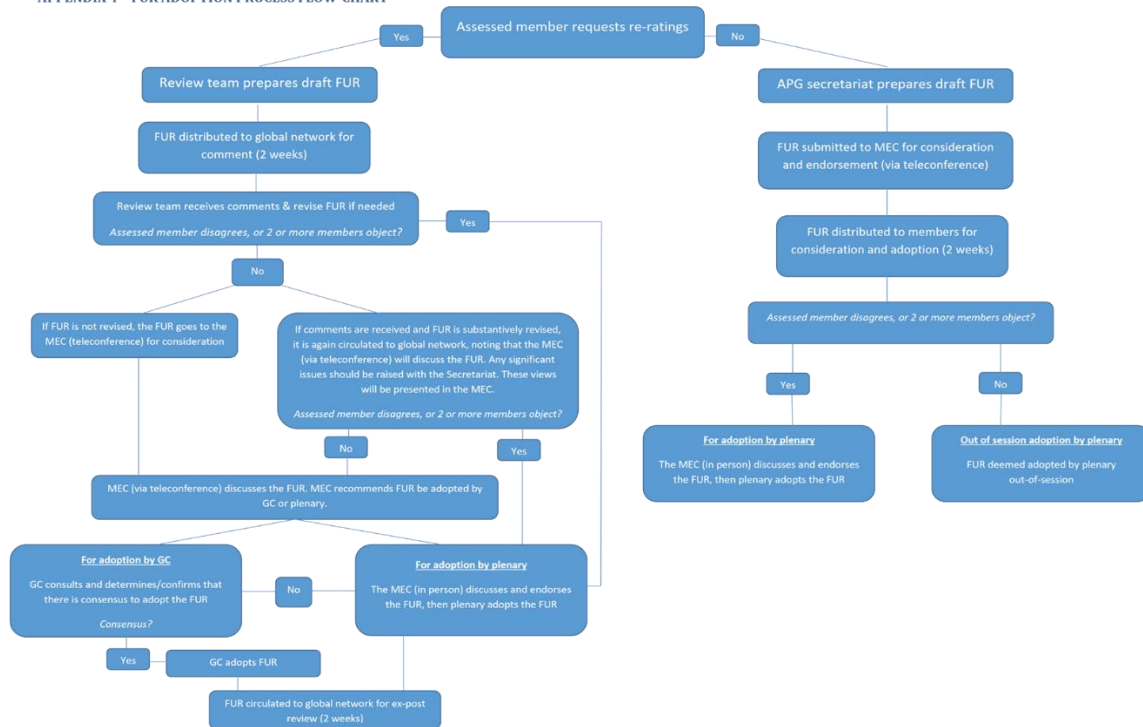 APPENDIX 4 – FUR ADOPTION PROCESS FLOW CHART
Assessed member requests re-ratings
Yes
No
Review team prepares draft FUR
APG secretariat prepares draft FUR
FUR distributed to global network for
comment (2 weeks)
FUR submitted to MEC for consideration
and endorsement (via teleconference)
Review team receives comments & revise FUR if needed
Assessed member disagrees, or 2 or more members object?
Yes
FUR distributed to members for
consideration and adoption (2 weeks)
No
If FUR is not revised, the FUR goes to the
MEC (teleconference) for consideration
If comments are received and FUR is substantively revised,
it is again circulated to global network, noting that the MEC
(via teleconference) will discuss the FUR. Any significant
issues should be raised with the Secretariat. These views
will be presented in the MEC.
Assessed member disagrees, or 2 or more members object?
Assessed member disagrees, or 2 or more members object?
Yes
No
No
Yes
For adoption by plenary
The MEC (in person) discusses and endorses
the FUR, then plenary adopts the FUR
Out of session adoption by plenary
FUR deemed adopted by plenary
out-of-session
MEC (via teleconference) discusses the FUR. MEC recommends FUR be adopted by
GC or plenary.
For adoption by GC
GC consults and determines/confirms that
there is consensus to adopt the FUR
Consensus?
No
For adoption by plenary
The MEC (in person) discusses and endorses
the FUR, then plenary adopts the FUR
Yes
GC adopts FUR
FUR circulated to global network for ex-post
review (2 weeks)